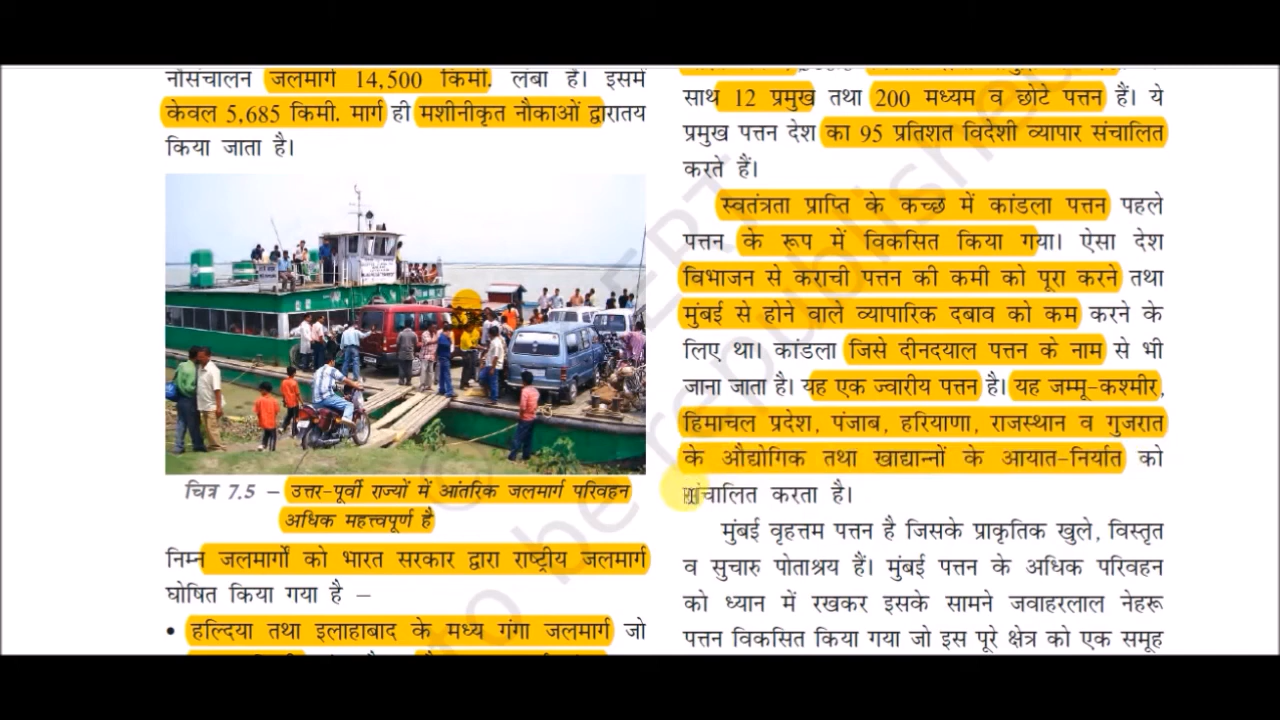 नौसंचालन जलमार्ग 14,500 किमी. लंबा है। इसमें
केवल 5,685 किमी. मार्ग ही मशीनीकृत नौकाओं द्वारातय
किया जाता है।
चित्र 7.5 – उत्तर-पूर्वी राज्यों में आंतरिक जलमार्ग परिवहन
अधिक महत्त्वपूर्ण है
निम्न जलमार्गों को भारत सरकार द्वारा राष्ट्रीय जलमार्ग
घोषित किया गया है –
• हल्दिया तथा इलाहाबाद के मध्य गंगा जलमार्ग जो
साथ 12 प्रमुख तथा 200 मध्यम व छोटे पत्तन हैं। ये
प्रमुख पत्तन देश का 95 प्रतिशत विदेशी व्यापार संचालित
करते हैं।
स्वतंत्रता प्राप्ति के कच्छ में कांडला पत्तन पहले
पत्तन के रूप में विकसित किया गया। ऐसा देश
विभाजन से कराची पत्तन की कमी को पूरा करने तथा
मुंबई से होने वाले व्यापारिक दबाव को कम करने के
लिए था। कांडला जिसे दीनदयाल पत्तन के नाम से भी
जाना जाता है। यह एक ज्वारीय पत्तन है। यह जम्मू-कश्मीर,
हिमाचल प्रदेश, पंजाब, हरियाणा, राजस्थान व गुजरात
के औद्योगिक तथा खाद्यान्नों के आयात-निर्यात को
संचालित करता है।
मुंबई वृहत्तम पत्तन है जिसके प्राकृतिक खुले, विस्तृत
व सुचारु पोताश्रय हैं। मुंबई पत्तन के अधिक परिवहन
को ध्यान में रखकर इसके सामने जवाहरलाल नेहरू
पत्तन विकसित किया गया जो इस पूरे क्षेत्र को एक समूह